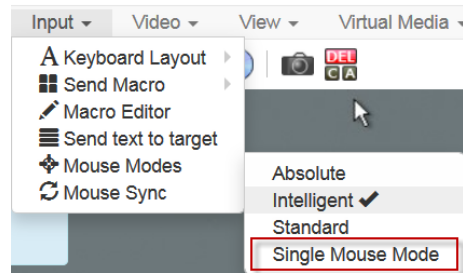 Input Video View Virtual Media
A Keyboard Layout
Send Macro
DEL
C A
Macro Editor
Send text to target
Mouse Modes
Mouse Sync
Absolute
Intelligent
Standard
Single Mouse Mode